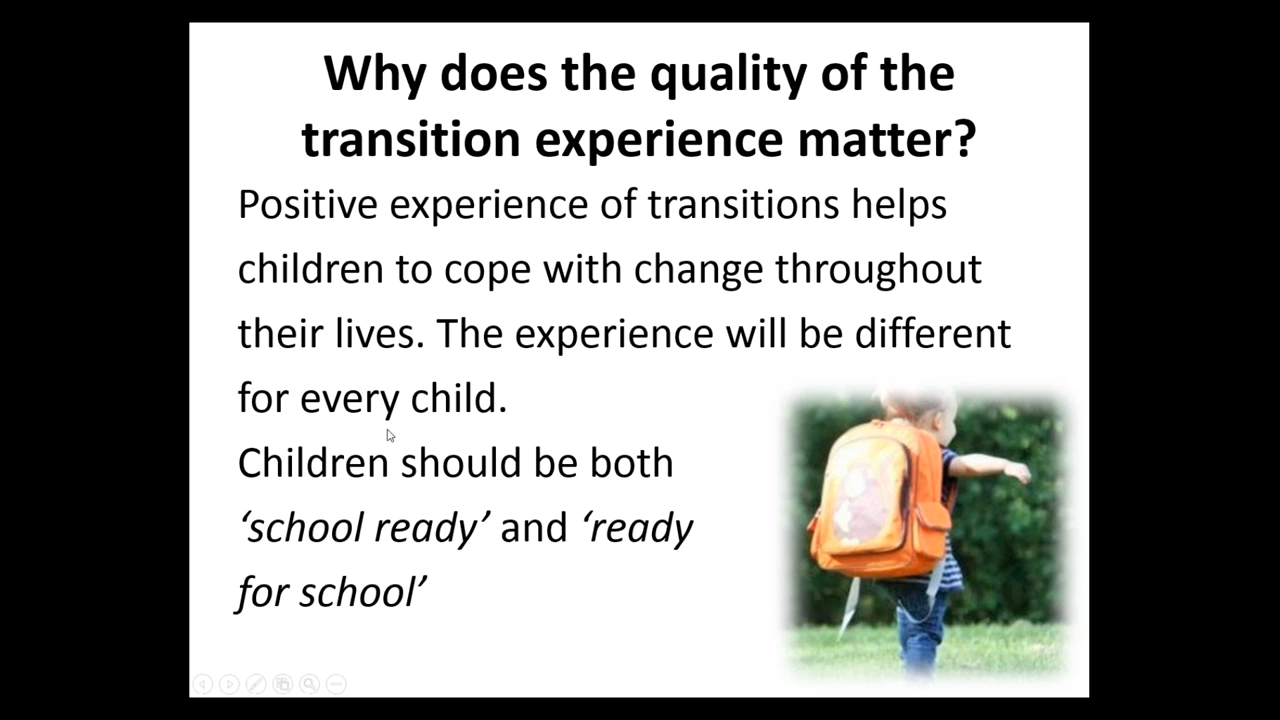 Why does the quality of the
transition experience matter?
Positive experience of transitions helps
children to cope with change throughout
their lives. The experience will be different
for every child.
Children should be both
‘school ready’ and ‘ready
for school’